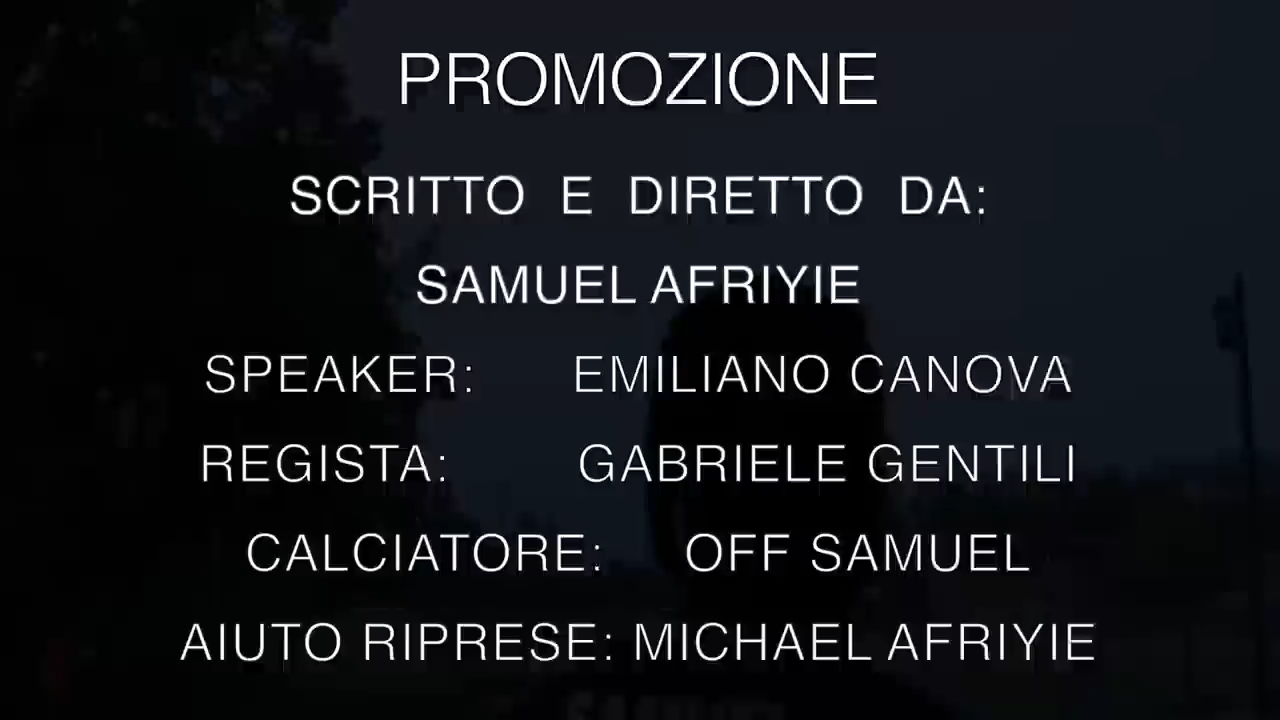 PROMOZIONE
SCRITTO E DIRETTO DA:
SAMUEL AFRIYIE
SPEAKER: EMILIANO CANOVA
REGISTA: GABRIELE GENTILI
CALCIATORE: OFF SAMUEL
AIUTO RIPRESE: MICHAEL AFRIYIE